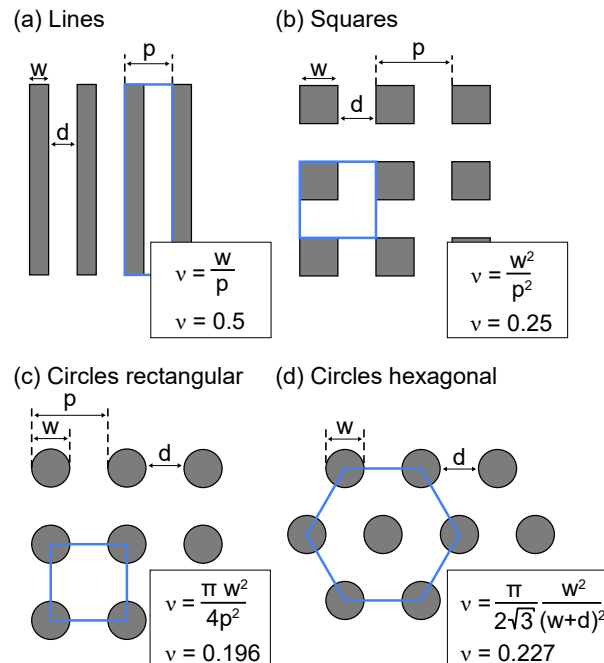 (a) Lines
p
w
d
ν = w/p
ν = 0.5
(b) Squares
w
p
d
ν = w²/p²
ν = 0.25
(c) Circles rectangular
p
w
d
ν = π w²/4p²
ν = 0.196
(d) Circles hexagonal
w
d
ν = π/2√3 w²/(w+d)²
ν = 0.227